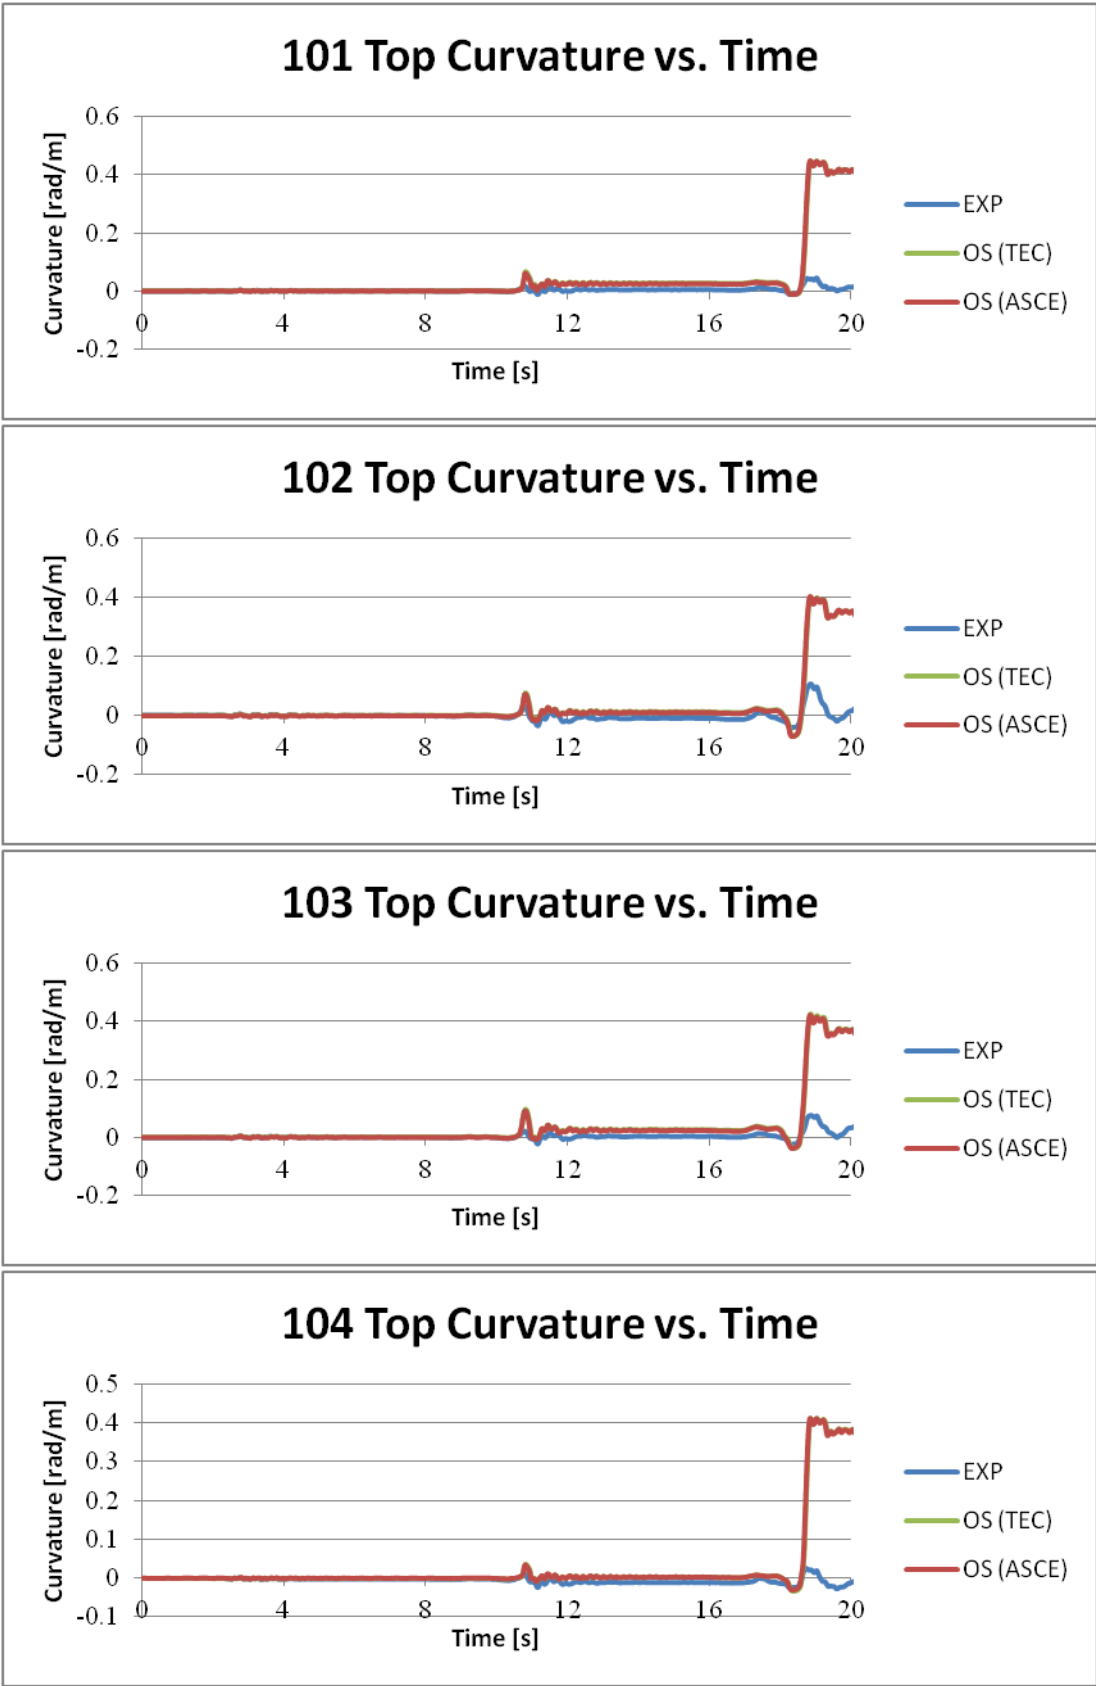 101 Top Curvature vs. Time
Curvature [rad/m]
0.6
0.4
0.2
0
-0.2
0 4 8 12 16 20
Time [s]
EXP
OS (TEC)
OS (ASCE)
102 Top Curvature vs. Time
Curvature [rad/m]
0.6
0.4
0.2
0
-0.2
0 4 8 12 16 20
Time [s]
EXP
OS (TEC)
OS (ASCE)
103 Top Curvature vs. Time
Curvature [rad/m]
0.6
0.4
0.2
0
-0.2
0 4 8 12 16 20
Time [s]
EXP
OS (TEC)
OS (ASCE)
104 Top Curvature vs. Time
Curvature [rad/m]
0.5
0.4
0.3
0.2
0.1
0
-0.1
0 4 8 12 16 20
Time [s]
EXP
OS (TEC)
OS (ASCE)